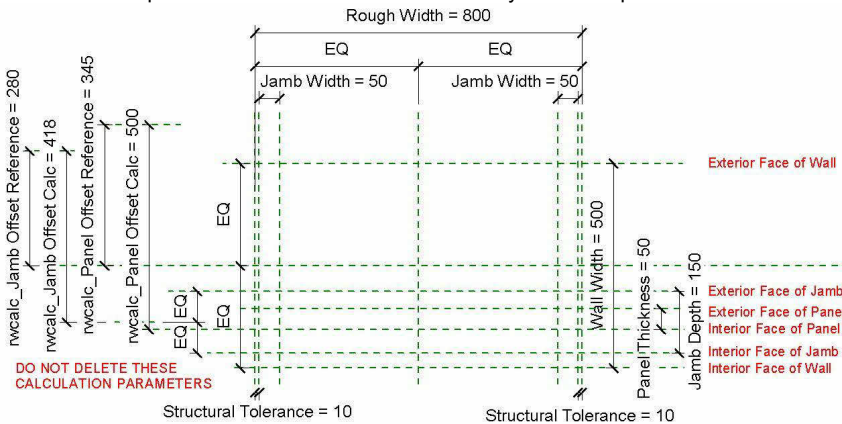 Rough Width = 800
EQ
EQ
Jamb Width = 50
Jamb Width = 50
rwcalc_Jamb Offset Reference = 280
rwcalc_Jamb Offset Calc = 418
rwcalc_Panel Offset Reference = 345
rwcalc_Panel Offset Calc = 500
EQ
EQ
EQ
EQ
Wall Width = 500
Panel Thickness = 50
Jamb Depth = 150
Exterior Face of Wall
Exterior Face of Jamb
Exterior Face of Pane
Interior Face of Panel
Interior Face of Jamb
Interior Face of Wall
DO NOT DELETE THESE
CALCULATION PARAMETERS
Structural Tolerance = 10
Structural Tolerance = 10